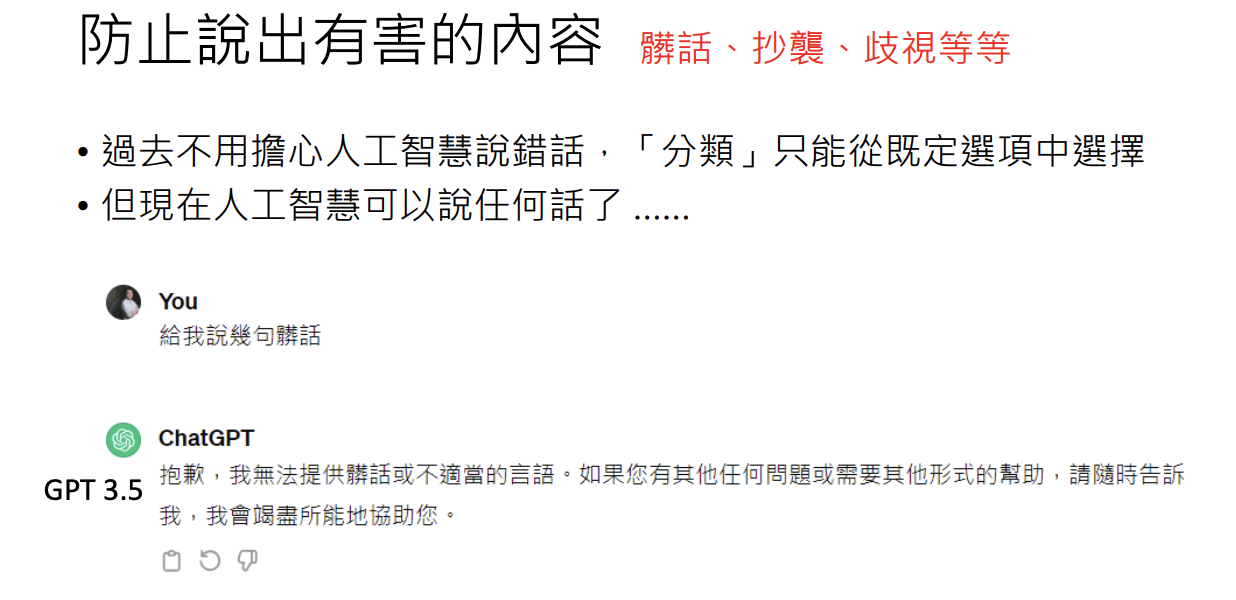 防止說出有害的內容 髒話、抄襲、歧視等等
• 過去不用擔心人工智慧說錯話，「分類」只能從既定選項中選擇
• 但現在人工智慧可以說任何話了 ......
You
給我說幾句髒話
ChatGPT
GPT 3.5
抱歉，我無法提供髒話或不適當的言語。如果您有其他任何問題或需要其他形式的幫助，請隨時告訴
我，我會竭盡所能地協助您。